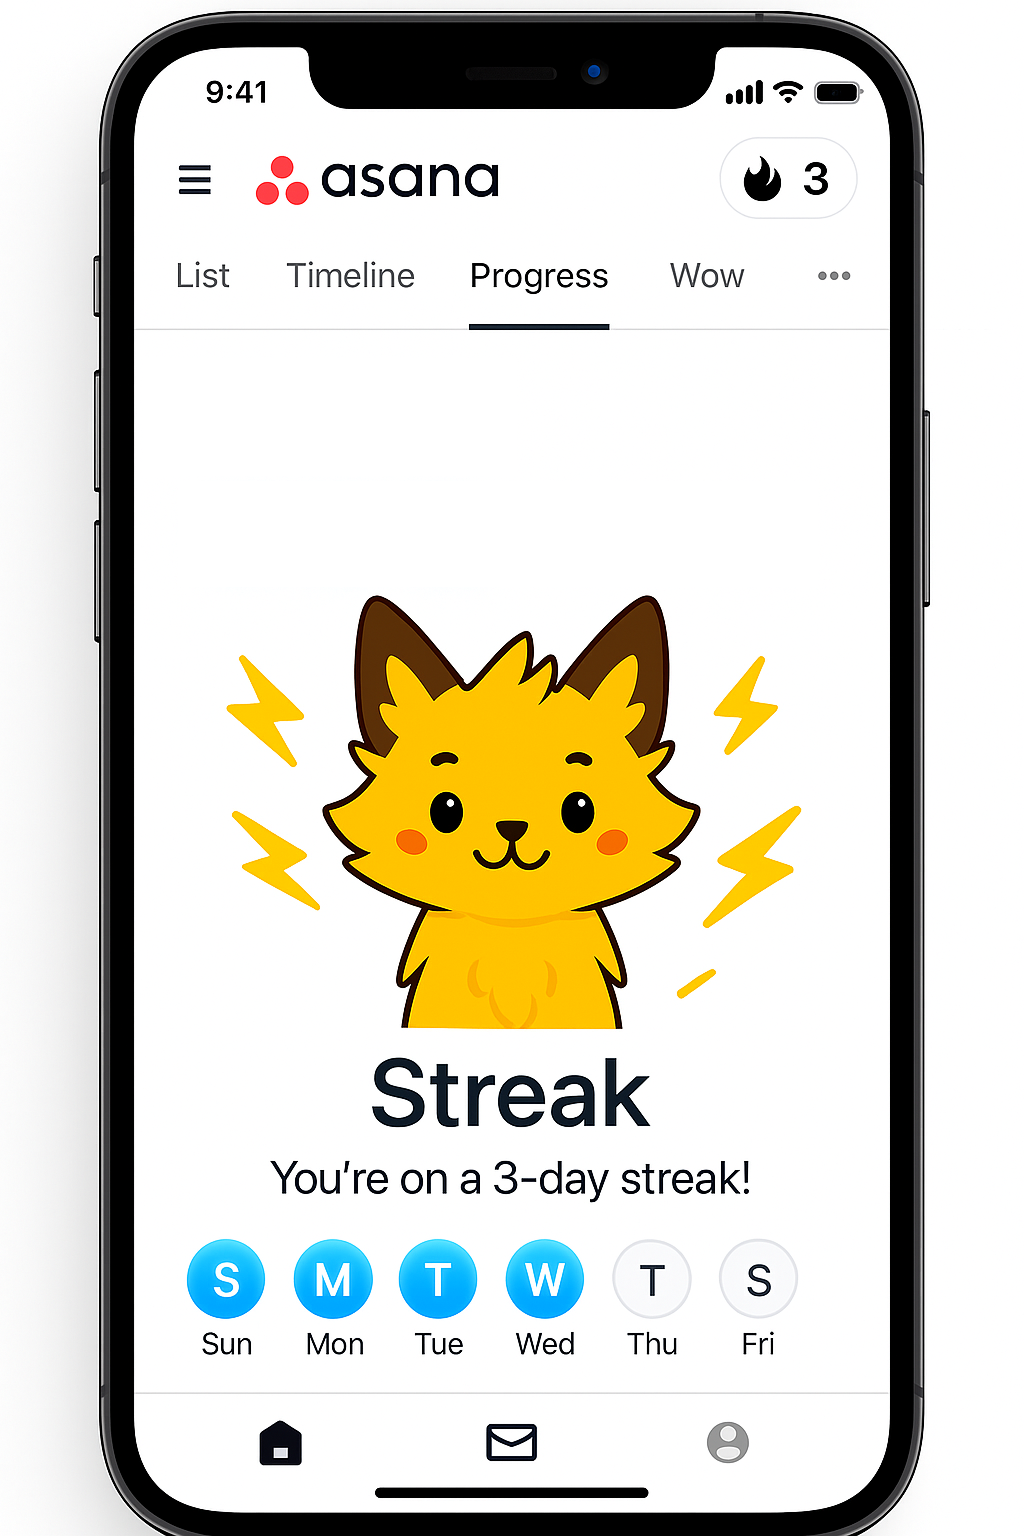 9:41
asana
3
List Timeline Progress Wow
Streak
You're on a 3-day streak!
S M T W T S
Sun Mon Tue Wed Thu Fri